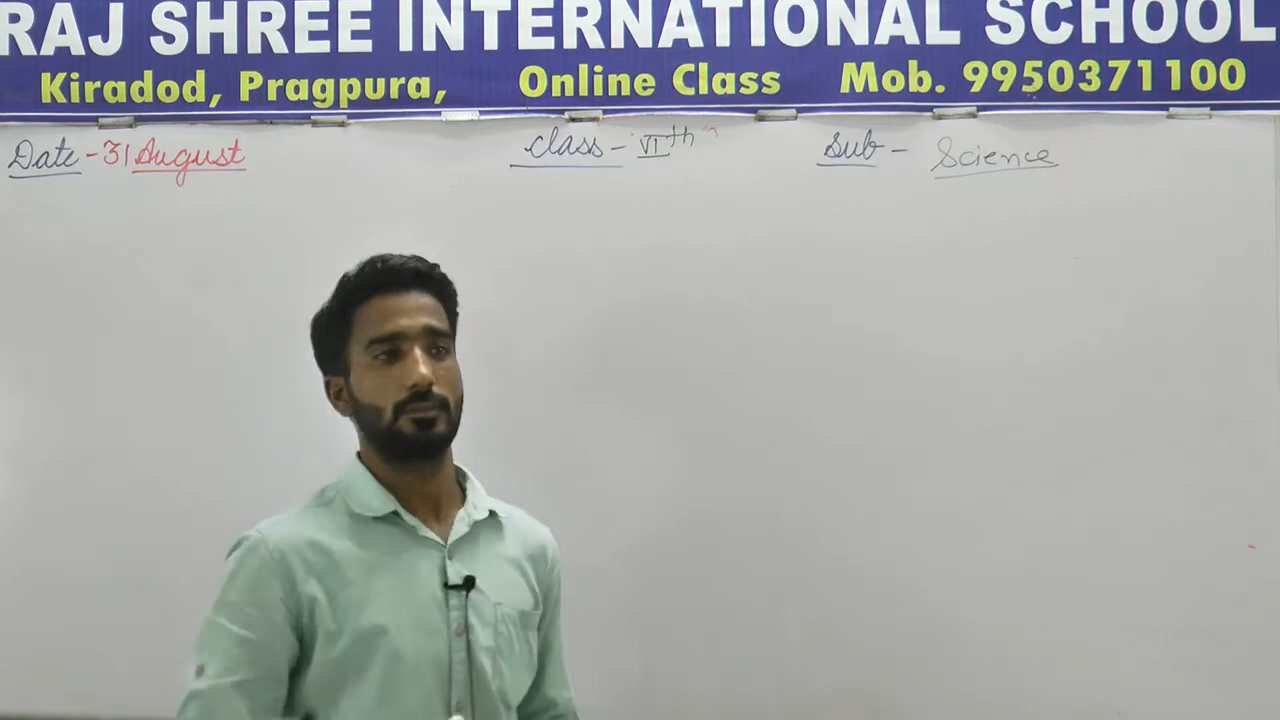 RAJ SHREE INTERNATIONAL SCHOOL
Kiradod, Pragpura, Online Class Mob. 9950371100
Date - 31 August Class - VIth Sub - Science